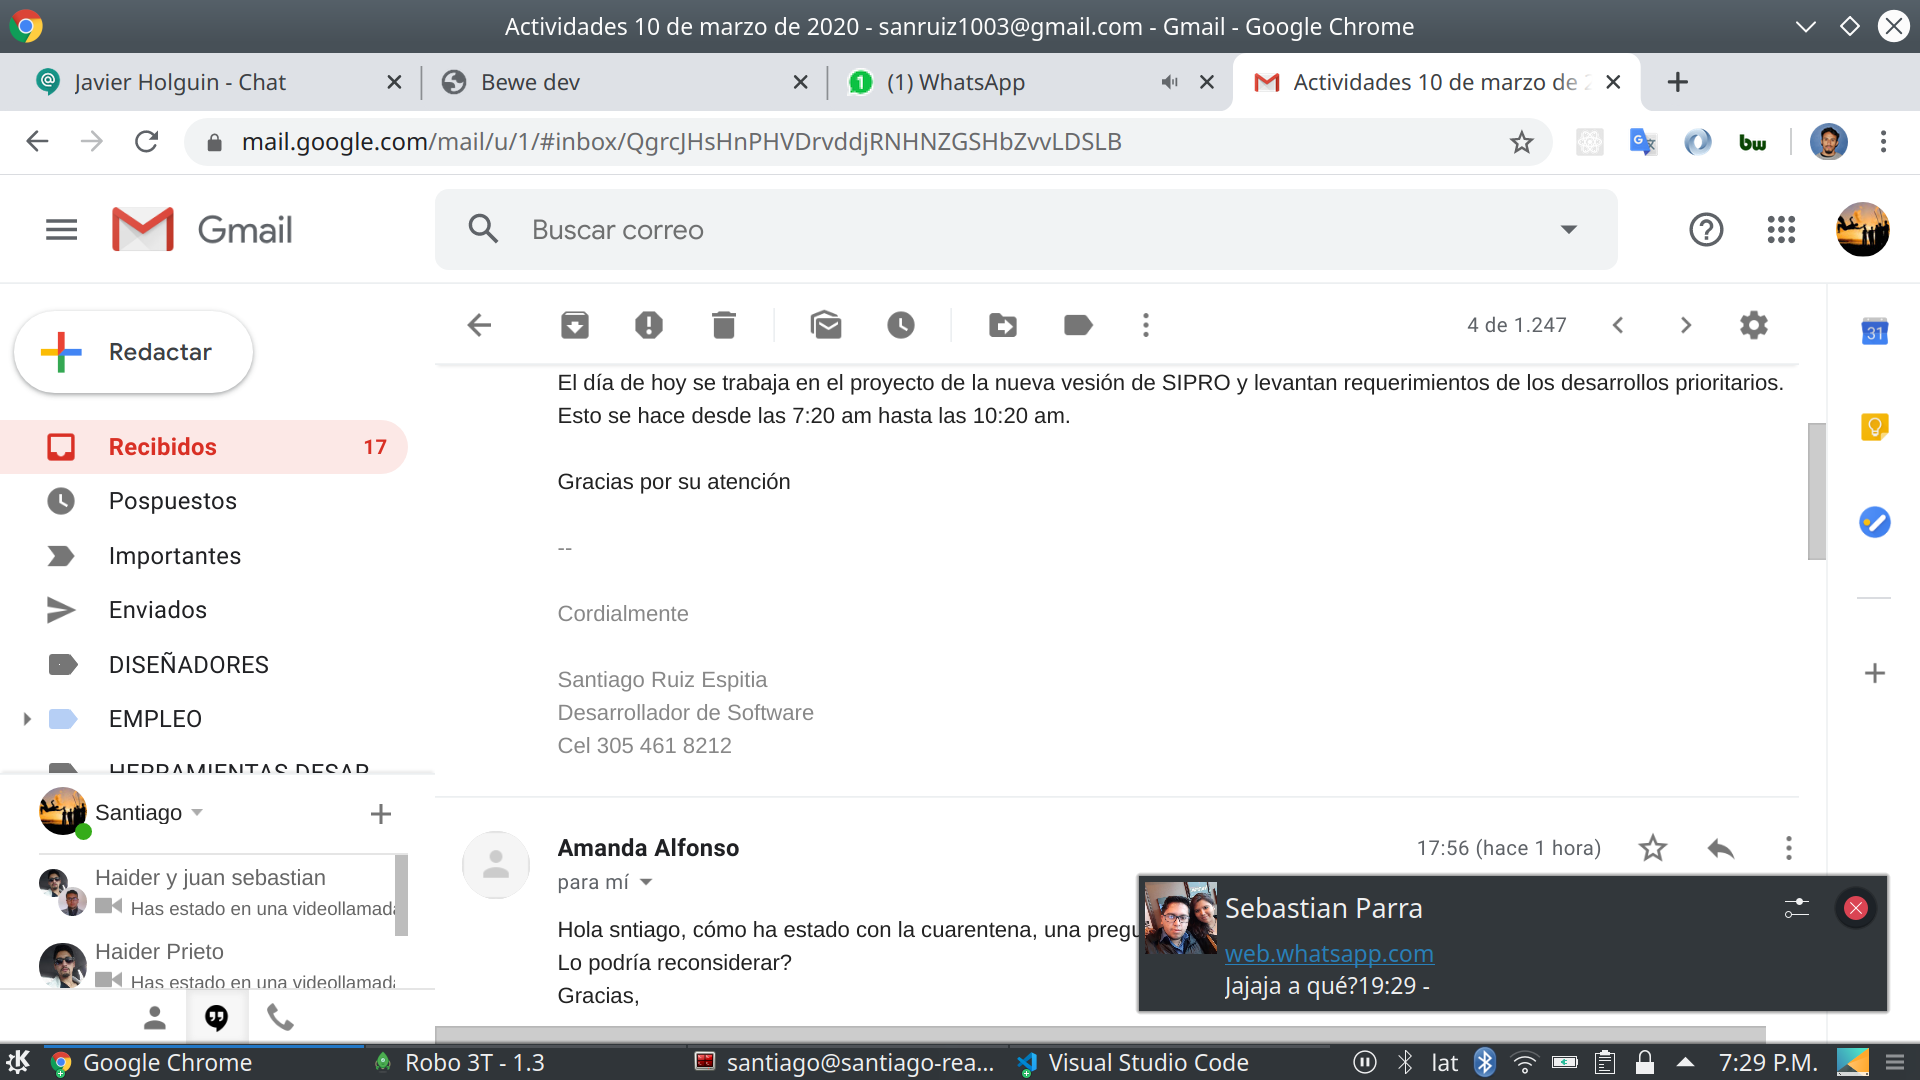 Actividades 10 de marzo de 2020 - sanruiz1003@gmail.com - Gmail - Google Chrome
Javier Holguin - Chat
Bewe dev
(1) WhatsApp
Actividades 10 de marzo de 2
mail.google.com/mail/u/1/#inbox/QgrcJHsHnPHVDrvddjRNHNZGSHbZvvLDSLB
bw
Gmail
Buscar correo
Redactar
4 de 1.247
31
Recibidos 17
Pospuestos
Importantes
Enviados
DISEÑADORES
EMPLEO
HERRAMIENTAS DESAR
El día de hoy se trabaja en el proyecto de la nueva vesión de SIPRO y levantan requerimientos de los desarrollos prioritarios.
Esto se hace desde las 7:20 am hasta las 10:20 am.
Gracias por su atención
--
Cordialmente
Santiago Ruiz Espitia
Desarrollador de Software
Cel 305 461 8212
Santiago
Haider y juan sebastian
Has estado en una videollamada
Haider Prieto
Has estado en una videollamada
Amanda Alfonso
17:56 (hace 1 hora)
para mí
Hola sntiago, cómo ha estado con la cuarentena, una pregu
Lo podría reconsiderar?
Gracias,
Sebastian Parra
web.whatsapp.com
Jajaja a qué?19:29 -
Google Chrome
Robo 3T - 1.3
santiago@santiago-rea...
Visual Studio Code
lat
7:29 P.M.